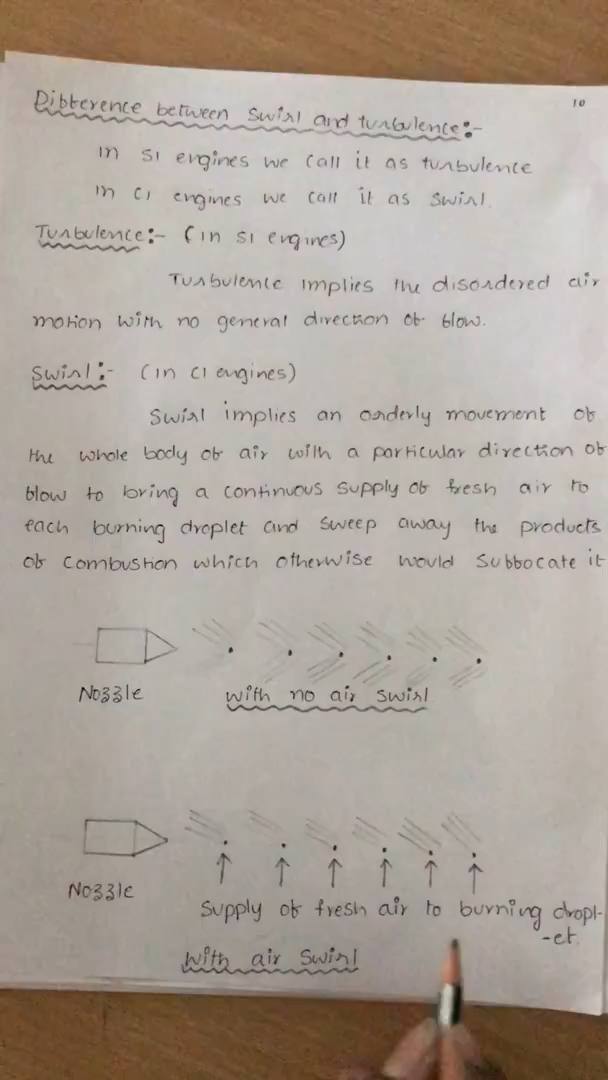 10
Difference between Swirl and turbulence:-
In SI engines we call it as turbulence
In CI engines we call it as swirl.
Turbulence:- (in SI engines)
Turbulence implies the disordered air
motion with no general direction of flow.
Swirl:- (in CI engines)
Swirl implies an orderly movement of
the whole body of air with a particular direction of
flow to bring a continuous supply of fresh air to
each burning droplet and sweep away the products
of combustion which otherwise would suffocate it
Nozzle
with no air swirl
Nozzle
Supply of fresh air to burning dropl-
-et.
with air swirl